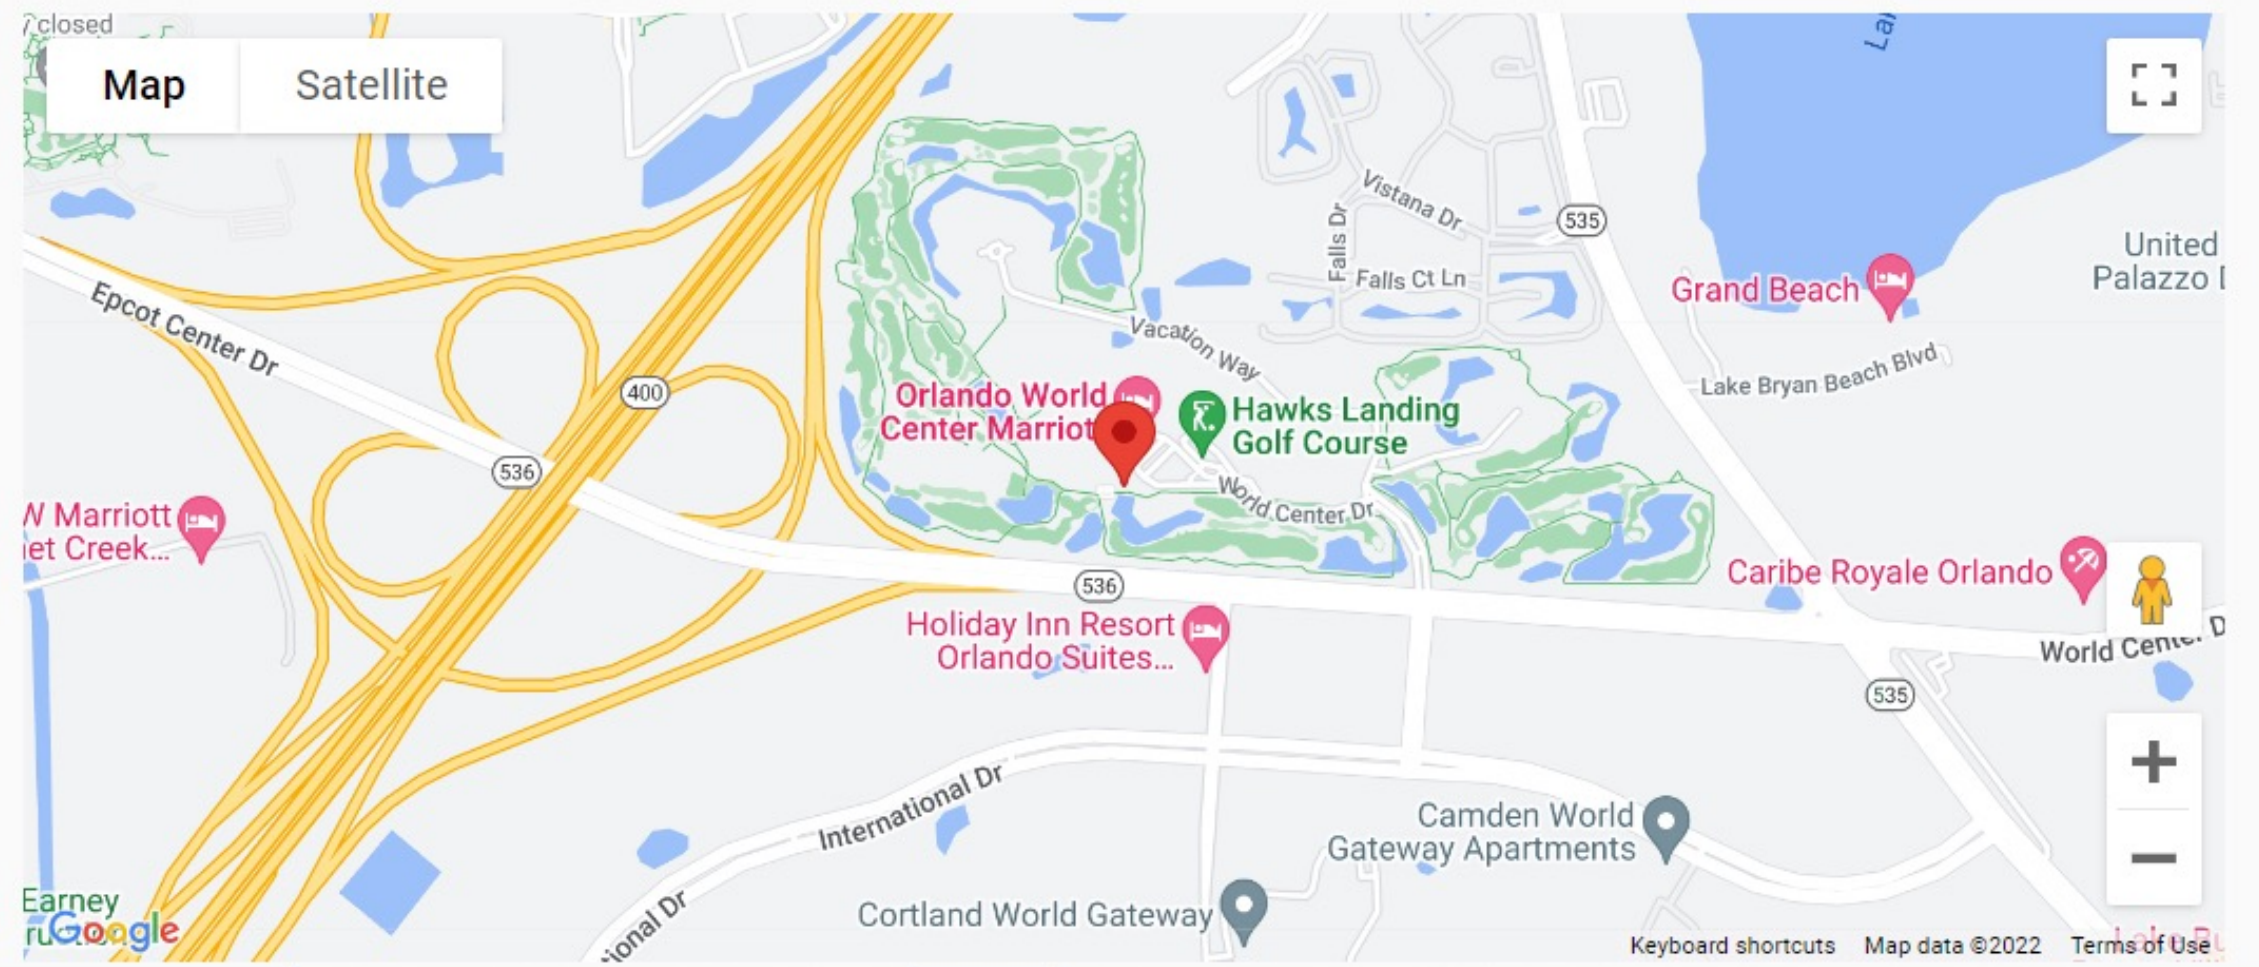 closed
Map
Satellite
535
Vistana Dr
Falls Dr
Falls Ct Ln
United
Palazzo
Grand Beach
Epcot Center Dr
Vacation Way
Lake Bryan Beach Blvd
400
Orlando World
Center Marriot
Hawks Landing
Golf Course
536
World Center Dr
W Marriott
et Creek...
Caribe Royale Orlando
536
Holiday Inn Resort
Orlando Suites...
World Center D
535
International Dr
Camden World
Gateway Apartments
Earney
Google
ional Dr
Cortland World Gateway
Keyboard shortcuts
Map data ©2022
Terms of Use